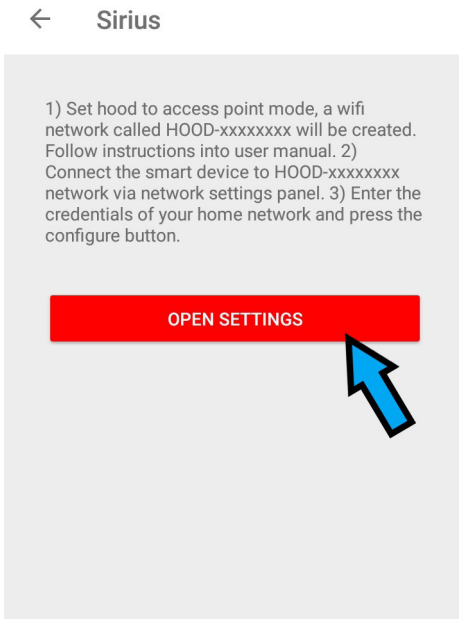 Sirius
1) Set hood to access point mode, a wifi
network called HOOD-xxxxxxxx will be created.
Follow instructions into user manual. 2)
Connect the smart device to HOOD-xxxxxxxx
network via network settings panel. 3) Enter the
credentials of your home network and press the
configure button.
OPEN SETTINGS